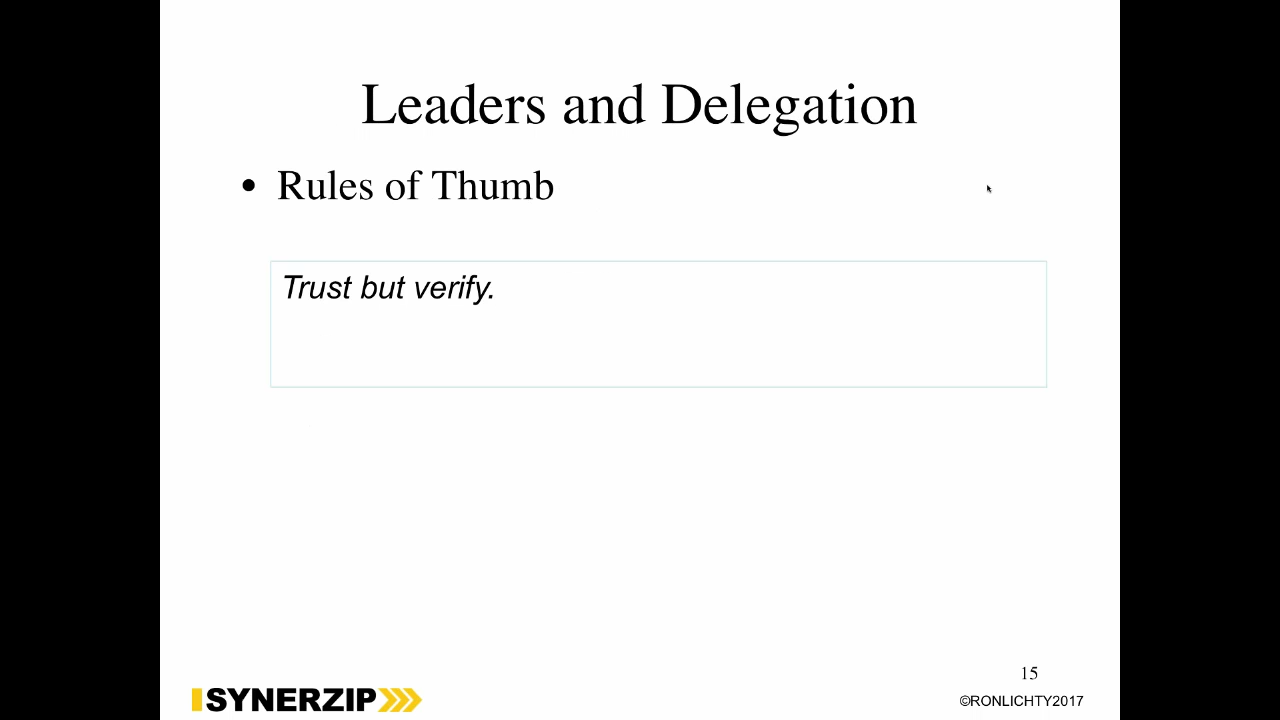 Leaders and Delegation
• Rules of Thumb
Trust but verify.
15
SYNERZIP
©RONLICHTY2017